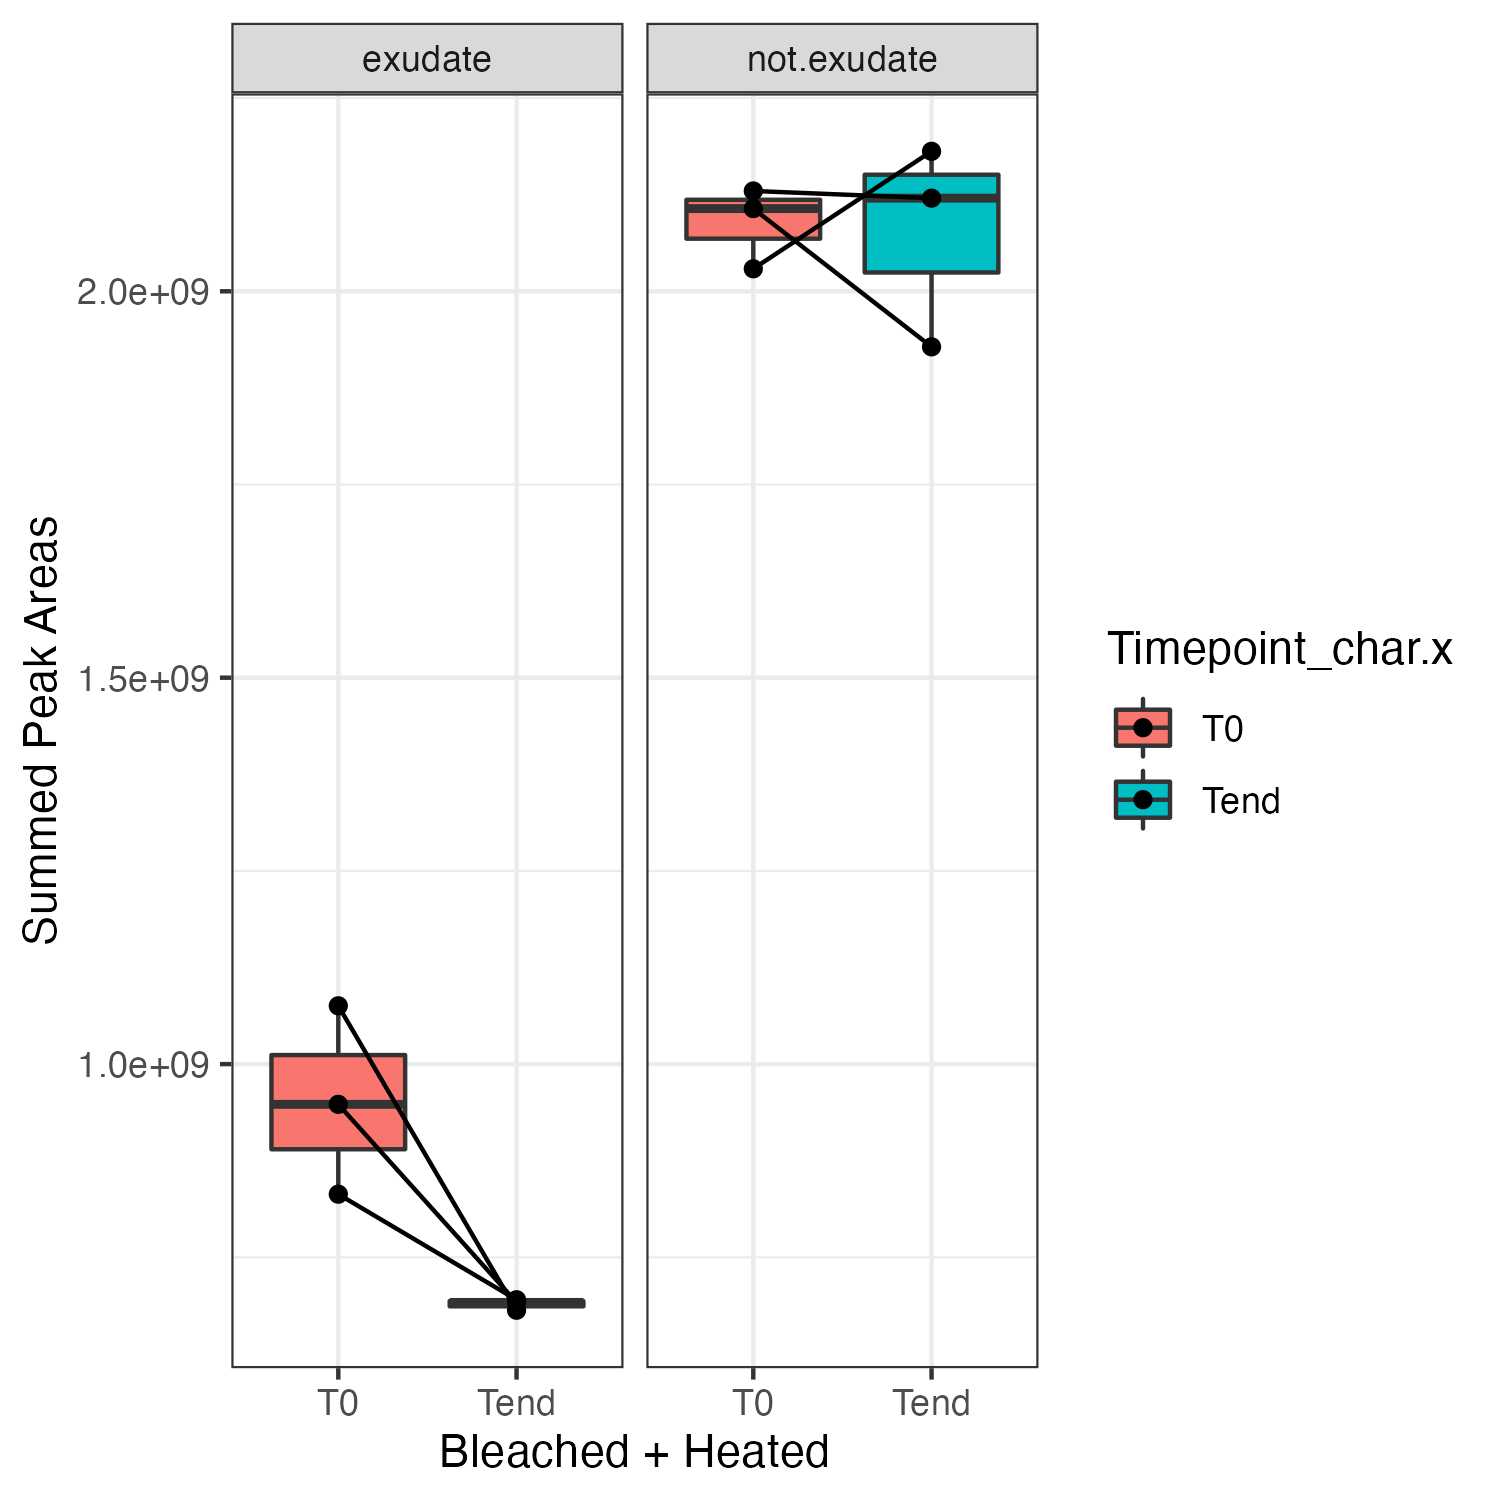 exudate
not.exudate
2.0e+09
1.5e+09
1.0e+09
Summed Peak Areas
T0
Tend
T0
Tend
Bleached + Heated
Timepoint_char.x
T0
Tend